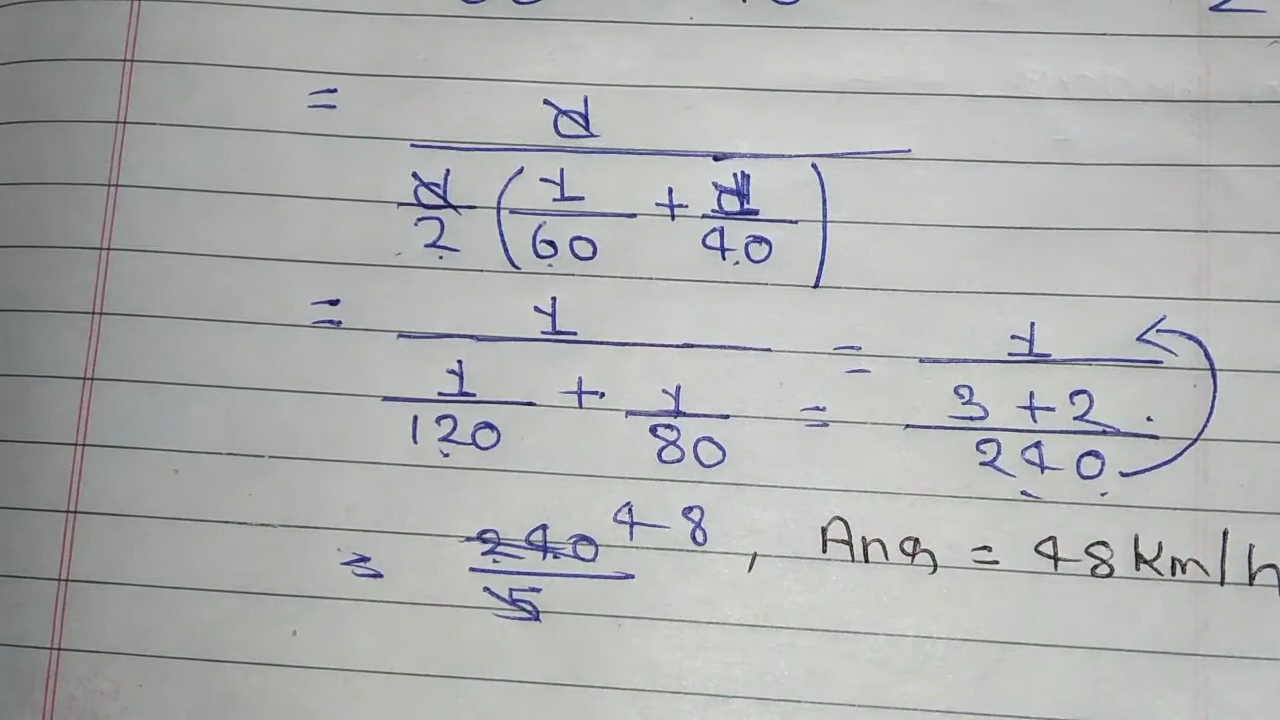 = d
d/2 (1/60 + 1/40)
= 1 = 1
1/120 + 1/80 = 3 + 2 / 240
= 240/5 48, Ans = 48 Km/h